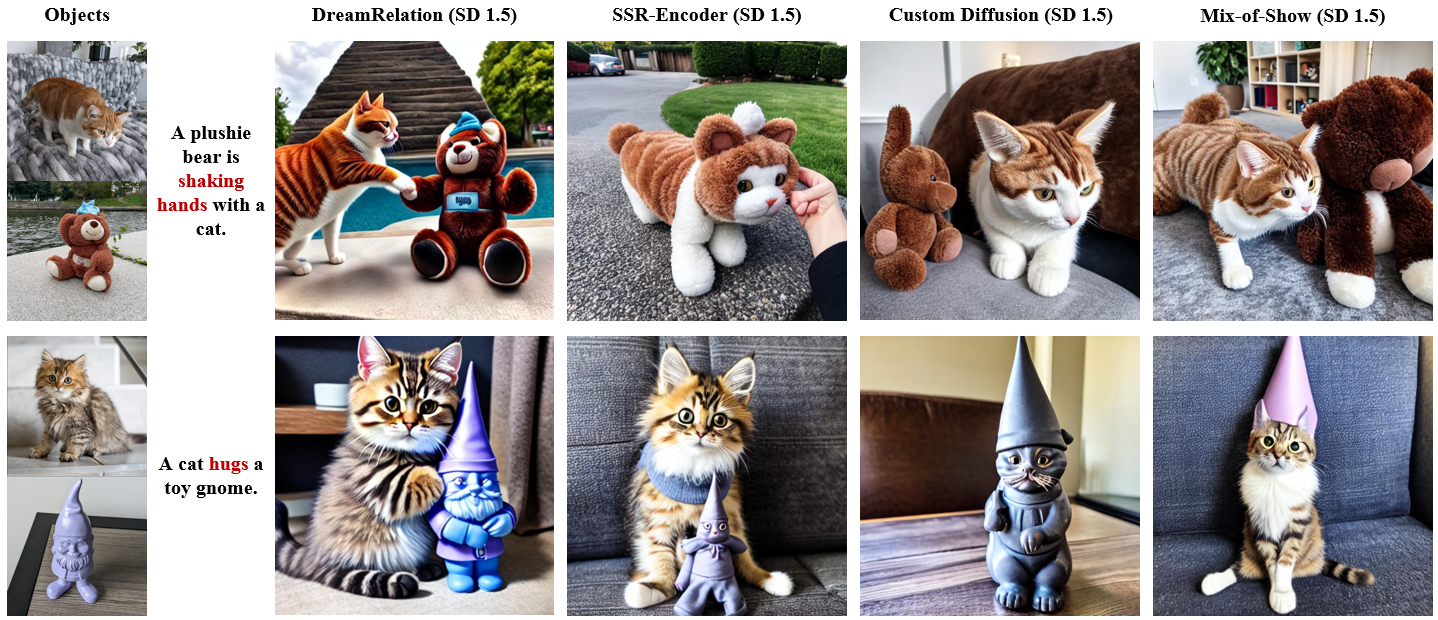 Objects
DreamRelation (SD 1.5)
SSR-Encoder (SD 1.5)
Custom Diffusion (SD 1.5)
Mix-of-Show (SD 1.5)
A plushie
bear is
shaking
hands with a
cat.
A cat hugs a
toy gnome.